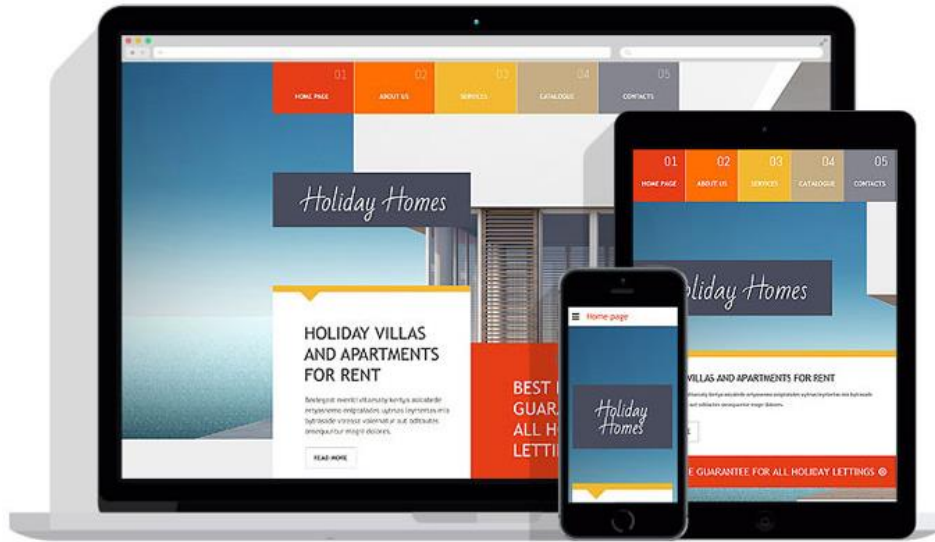 01 02 03 04 05
HOME PAGE ABOUT US SERVICES CATALOGUE CONTACTS
Holiday Homes
HOLIDAY VILLAS
AND APARTMENTS
FOR RENT
READ MORE
BEST
GUAR
ALL H
LETTI
01 02 03 04 05
HOME PAGE ABOUT US SERVICES CATALOGUE CONTACTS
liday Homes
VILLAS AND APARTMENTS FOR RENT
E GUARANTEE FOR ALL HOLIDAY LETTINGS
Home page
Holiday
Homes